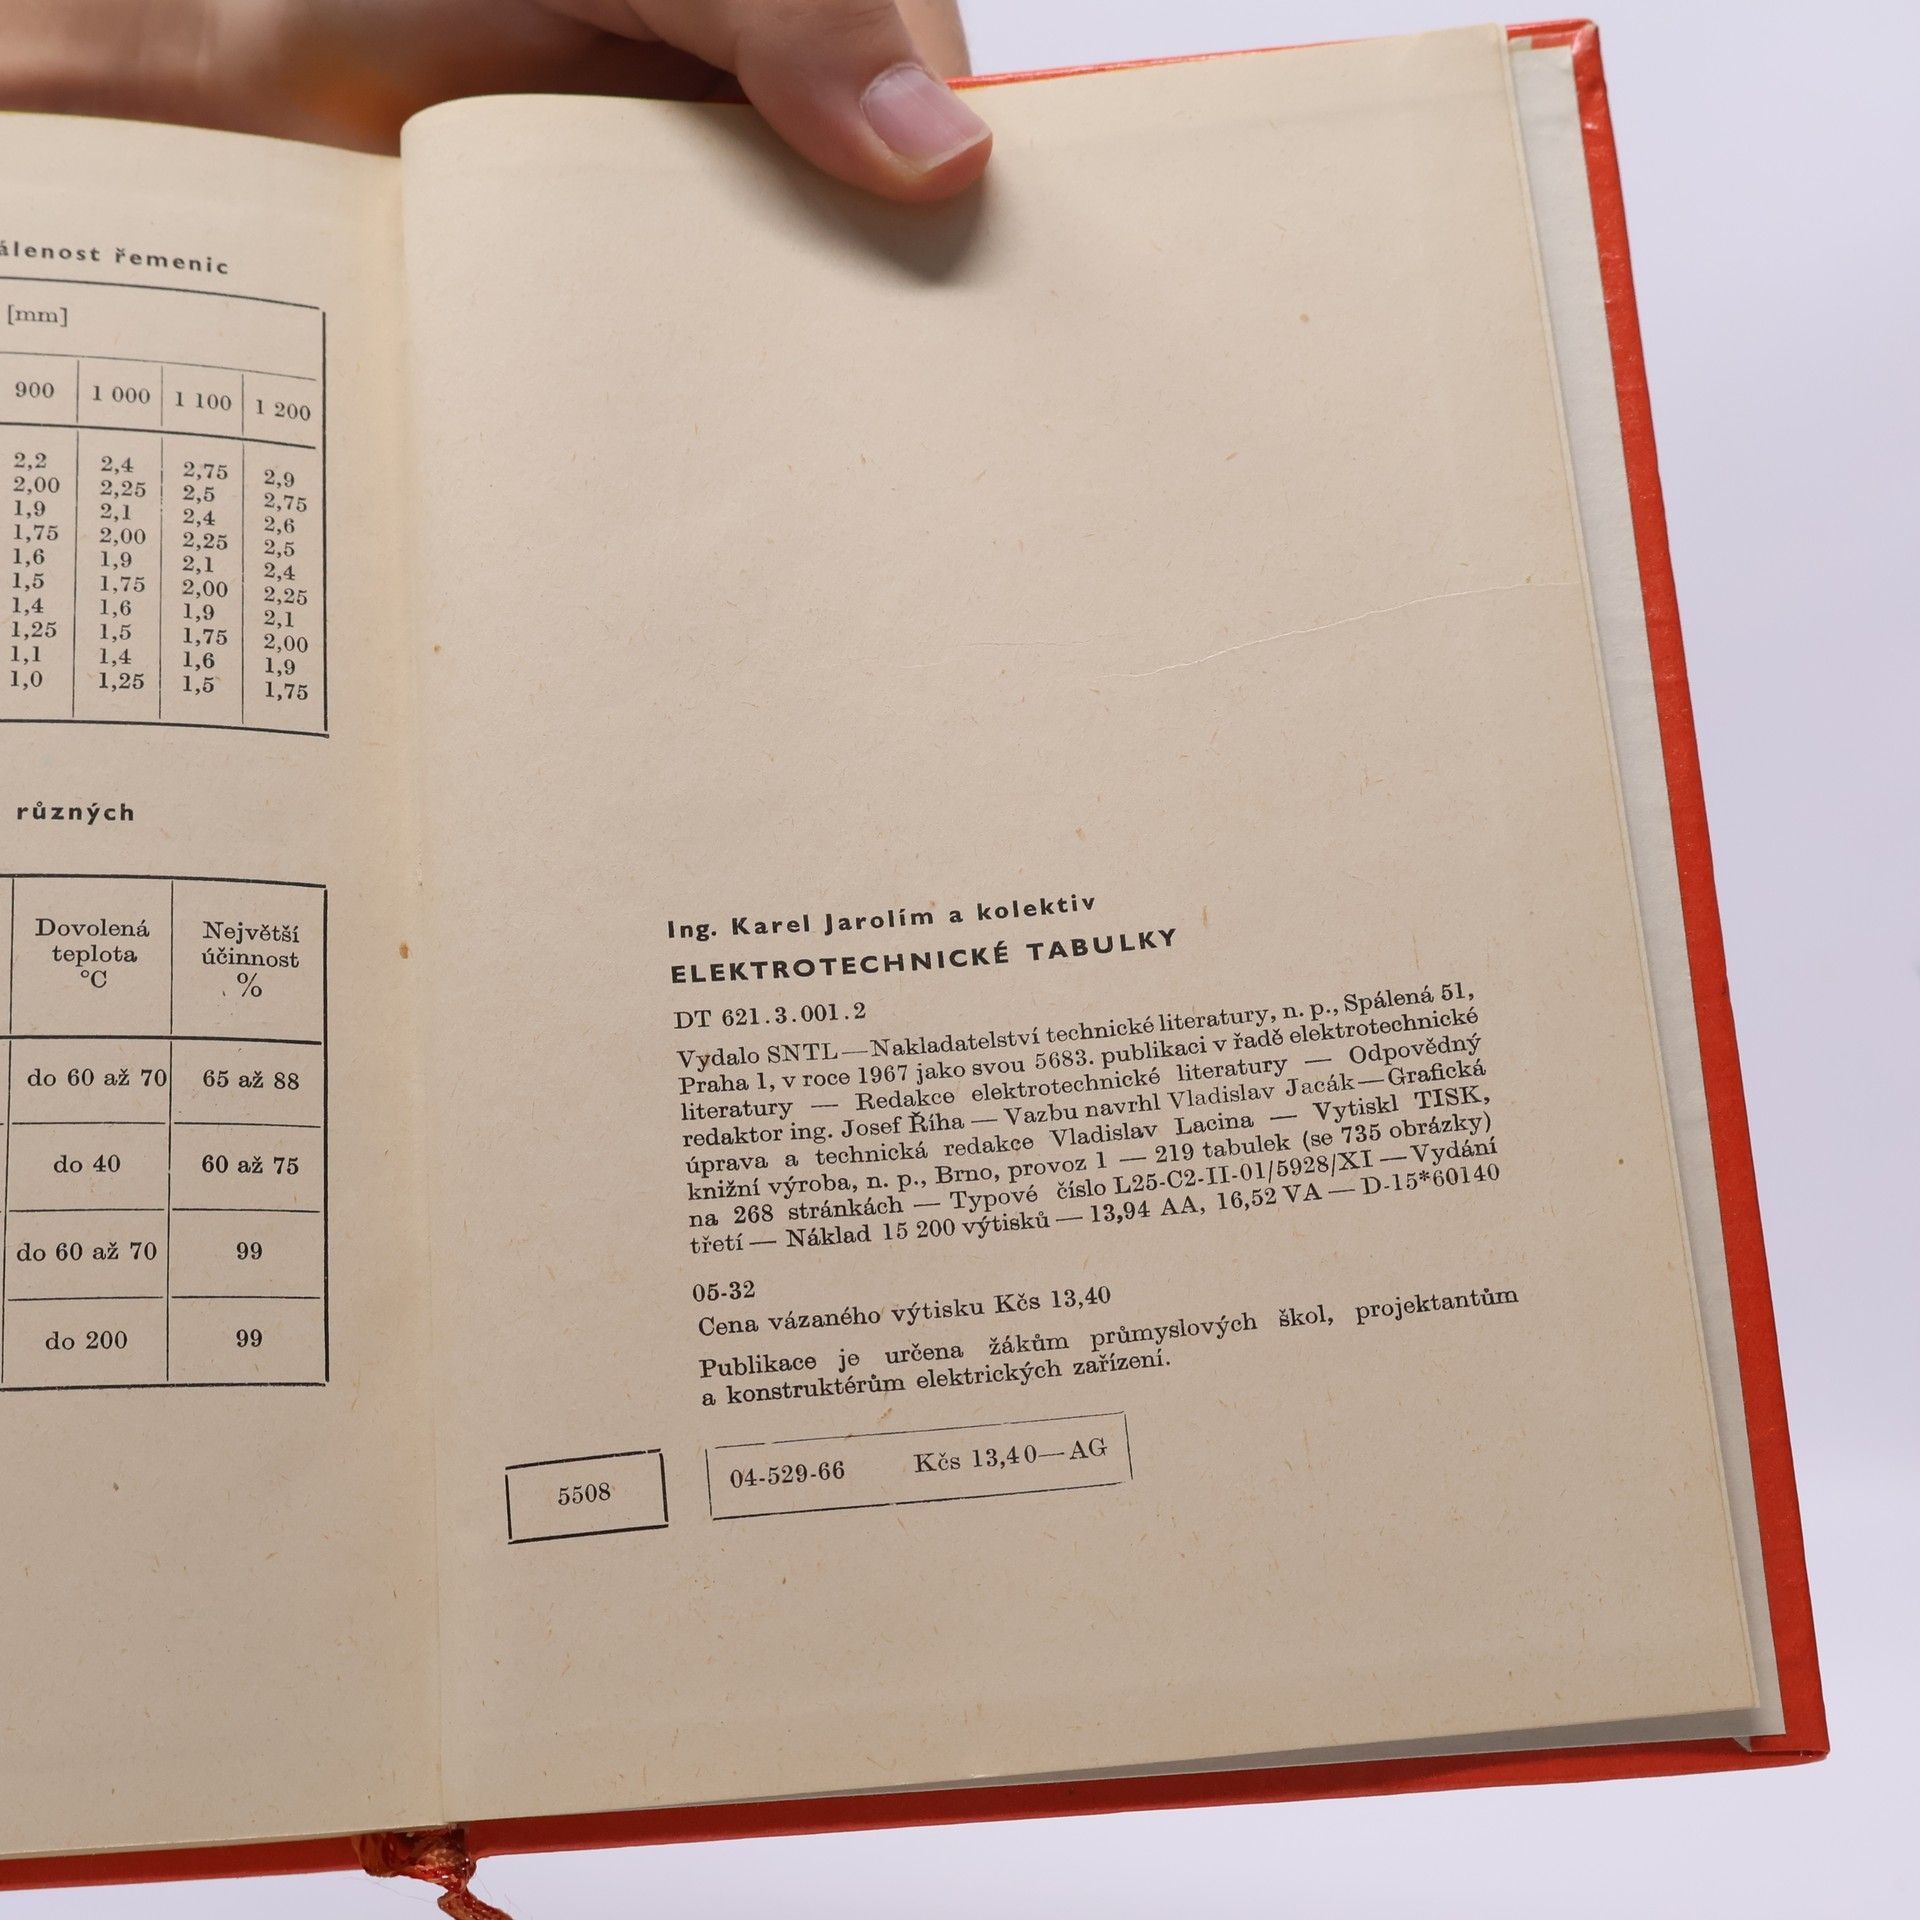 řemenic
[mm]
900 1 000 1 100 1 200
2,2 2,4 2,75 2,9
2,00 2,25 2,5 2,75
1,9 2,1 2,4 2,6
1,75 2,00 2,25 2,5
1,6 1,9 2,1 2,4
1,5 1,75 2,00 2,25
1,4 1,6 1,9 2,1
1,25 1,5 1,75 2,00
1,1 1,4 1,6 1,9
1,0 1,25 1,5 1,75
různých
Dovolená Největší
teplota účinnost
°C %
do 60 až 70 65 až 88
do 40 60 až 75
do 60 až 70 99
do 200 99
Ing. Karel Jarolím a kolektiv
ELEKTROTECHNICKÉ TABULKY
DT 621.3.001.2
Vydalo SNTL—Nakladatelství technické literatury, n. p., Spálená 51,
Praha 1, v roce 1967 jako svou 5683. publikaci v řadě elektrotechnické
literatury — Redakce elektrotechnické literatury — Odpovědný
redaktor ing. Josef Říha — Vazbu navrhl Vladislav Jacák—Grafická
úprava a technická redakce Vladislav Lacina — Vytiskl TISK,
knižní výroba, n. p., Brno, provoz 1 — 219 tabulek (se 735 obrázky)
na 268 stránkách — Typové číslo L25-C2-II-01/5928/XI — Vydání
třetí — Náklad 15 200 výtisků — 13,94 AA, 16,52 VA — D-15*60140
05-32
Cena vázaného výtisku Kčs 13,40
Publikace je určena žákům průmyslových škol, projektantům
a konstruktérům elektrických zařízení.
5508
04-529-66 Kčs 13,40—AG